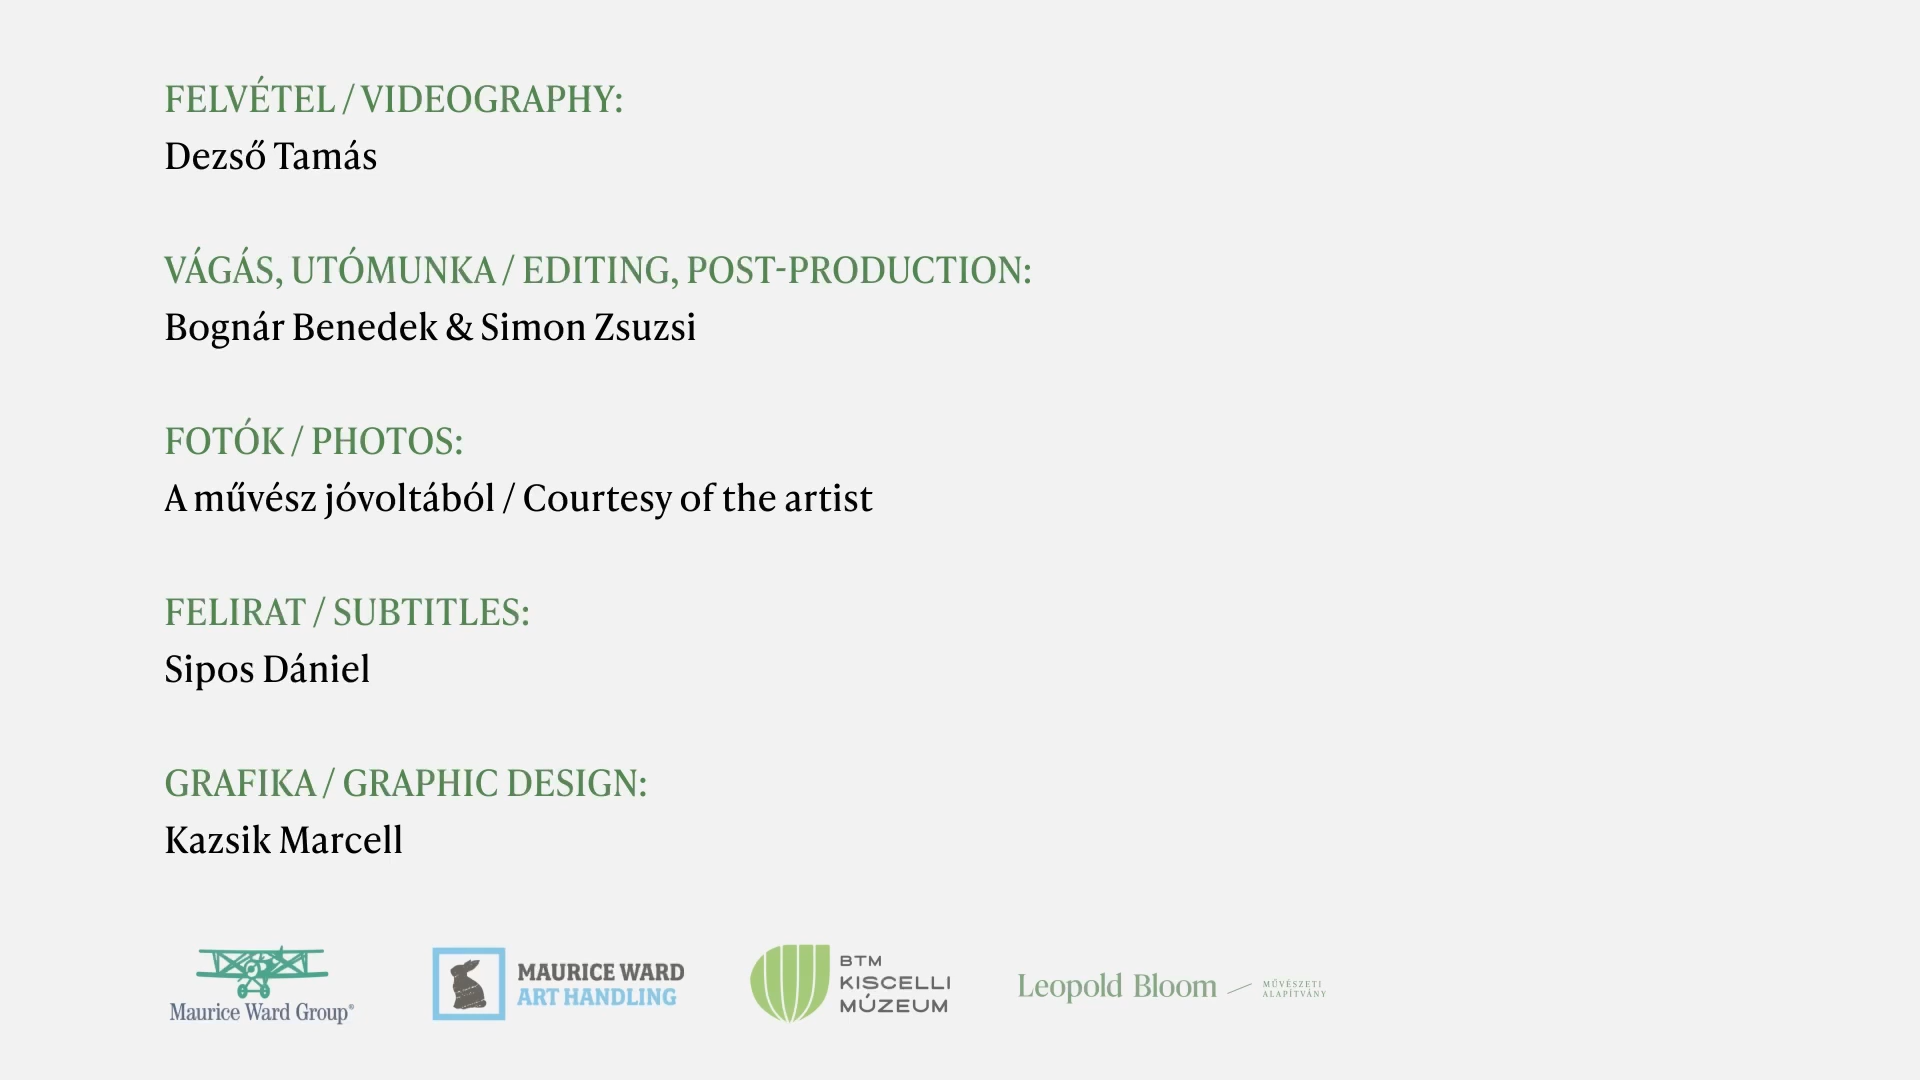 FELVÉTEL / VIDEOGRAPHY:
Dezső Tamás
VÁGÁS, UTÓMUNKA / EDITING, POST-PRODUCTION:
Bognár Benedek & Simon Zsuzsi
FOTÓK / PHOTOS:
A művész jóvoltából / Courtesy of the artist
FELIRAT / SUBTITLES:
Sipos Dániel
GRAFIKA / GRAPHIC DESIGN:
Kazsik Marcell
Maurice Ward Group®
MAURICE WARD
ART HANDLING
BTM
KISCELLI
MÚZEUM
Leopold Bloom
MŰVÉSZETI
ALAPÍTVÁNY